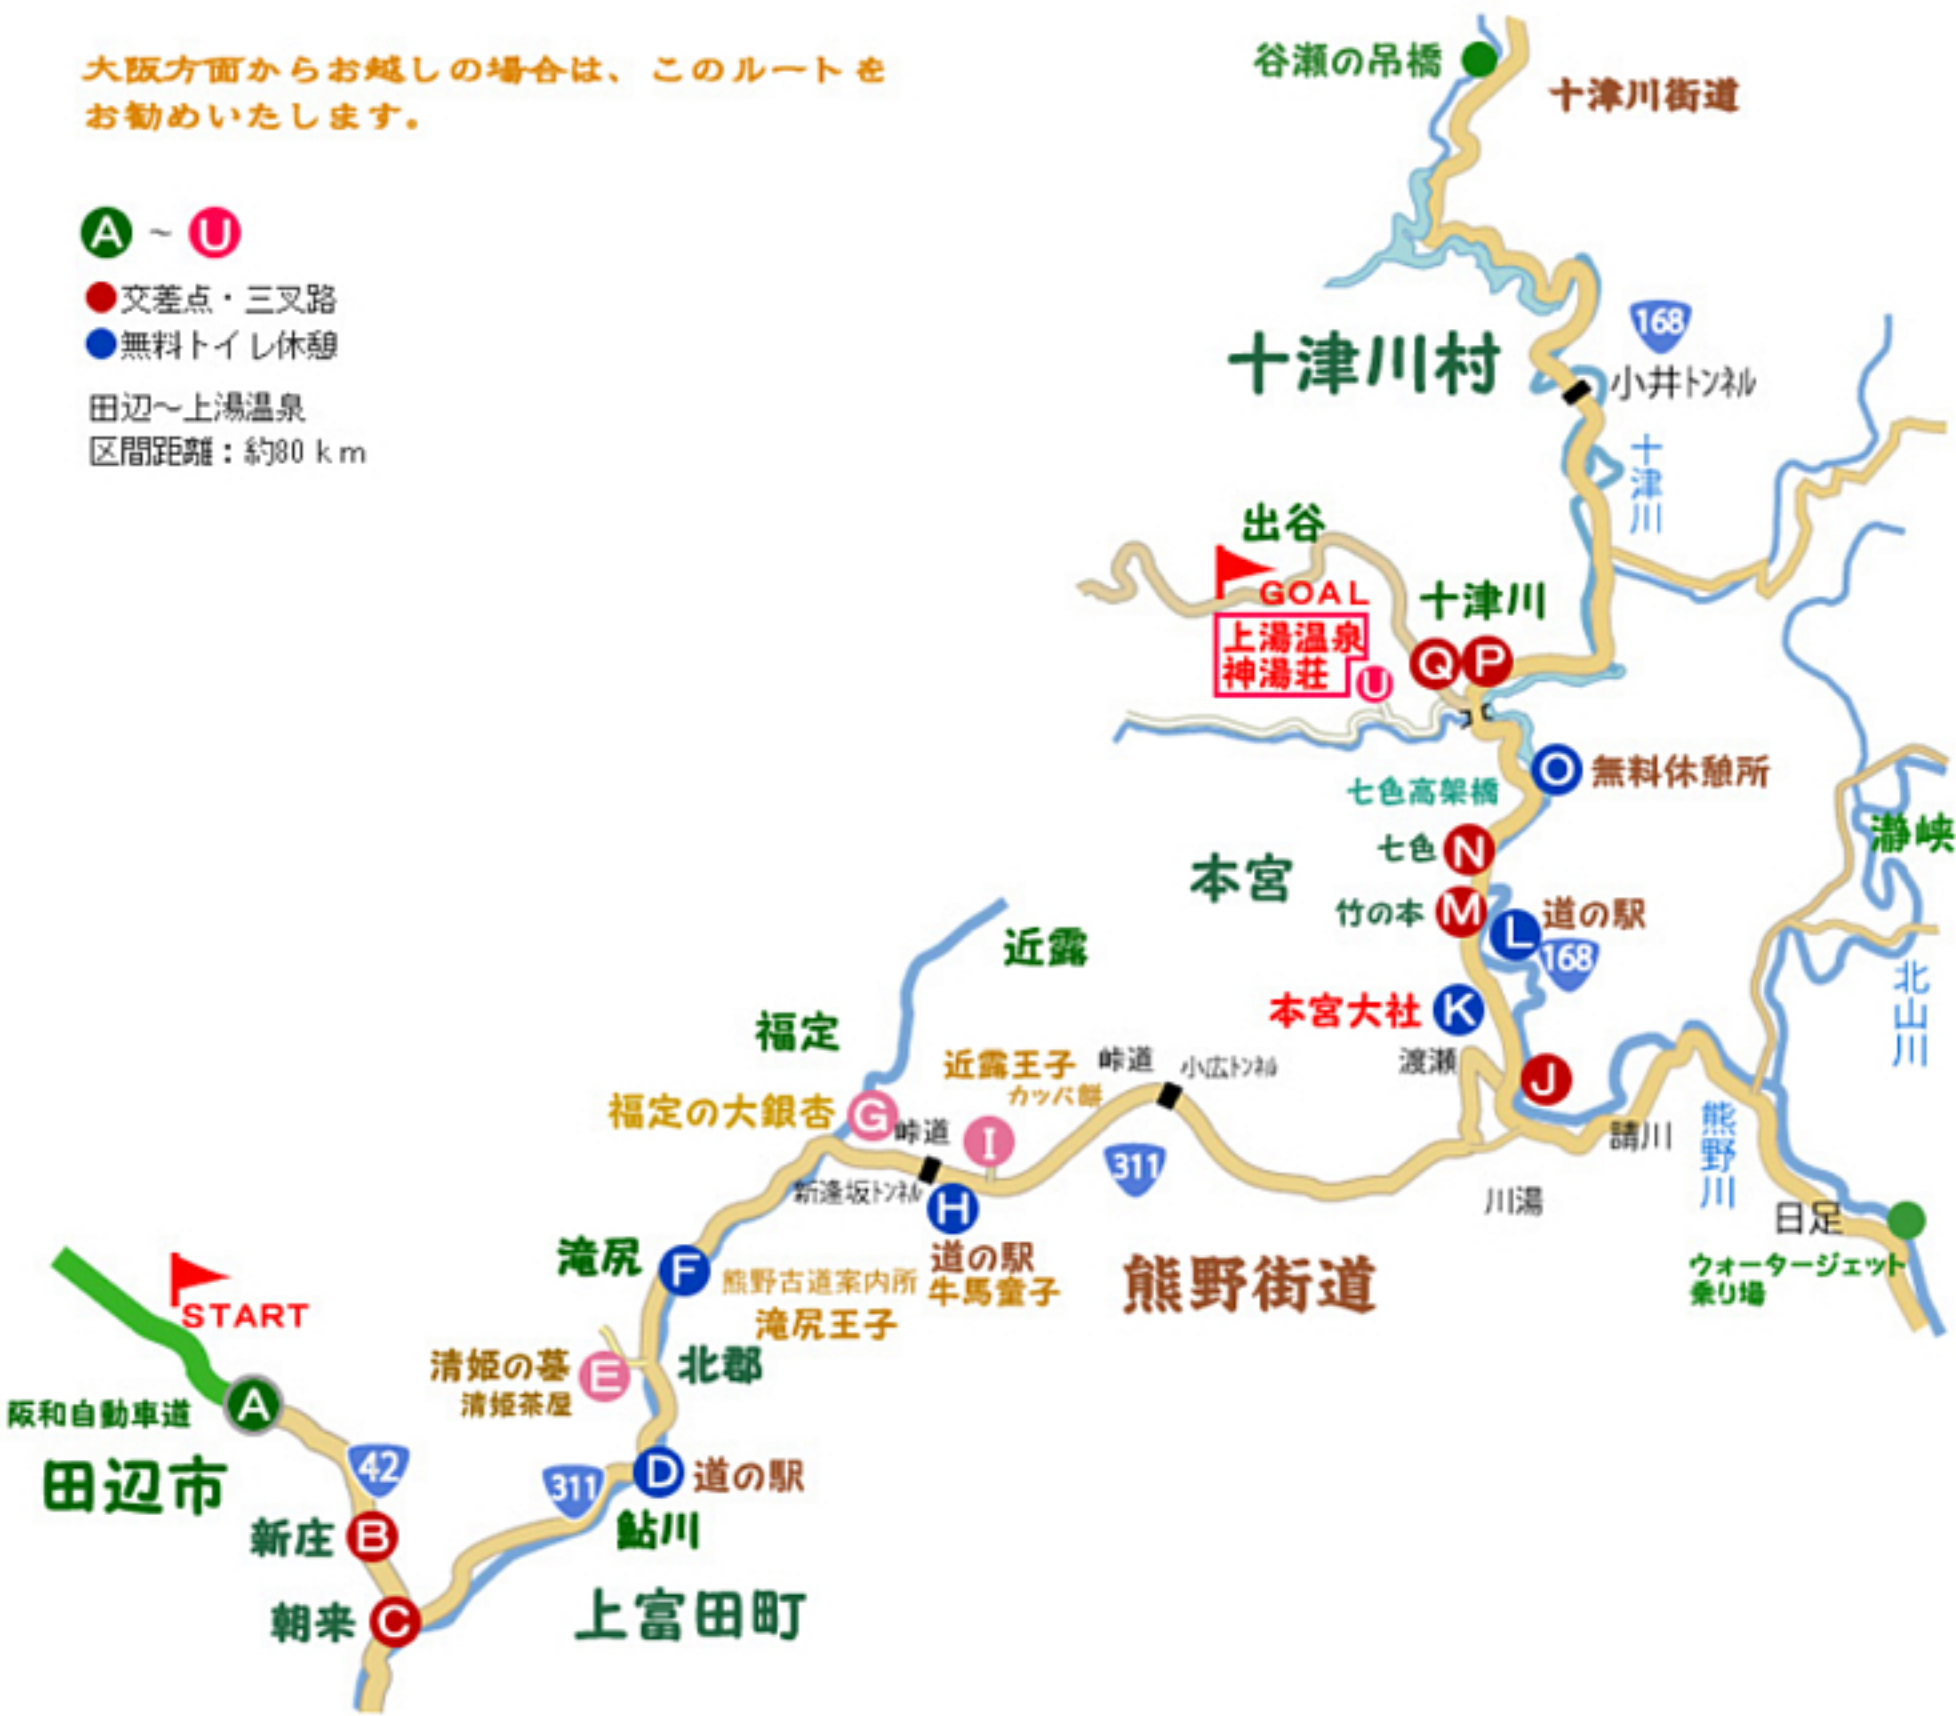 大阪方面からお越しの場合は、このルートを
お勧めいたします。
A ~ U
交差点・三叉路
無料トイレ休憩
田辺～上湯温泉
区間距離：約80ｋｍ
谷瀬の吊橋
十津川街道
十津川村
168
小井トンネル
十津川
出谷
GOAL
上湯温泉
神湯荘
U
十津川
Q
P
O
無料休憩所
七色高架橋
七色
N
瀞峡
本宮
竹の本
M
L
道の駅
168
本宮大社
K
北山川
渡瀬
J
請川
熊野川
川湯
日足
ウォータージェット
乗り場
近露
福定
福定の大銀杏
G
峠道
近露王子
カッパ餅
I
峠道
小広トンネル
311
新逢坂トンネル
H
道の駅
牛馬童子
熊野街道
滝尻
F
熊野古道案内所
滝尻王子
清姫の墓
清姫茶屋
E
北郡
START
阪和自動車道
A
田辺市
42
311
D
道の駅
鮎川
新庄
B
朝来
C
上富田町